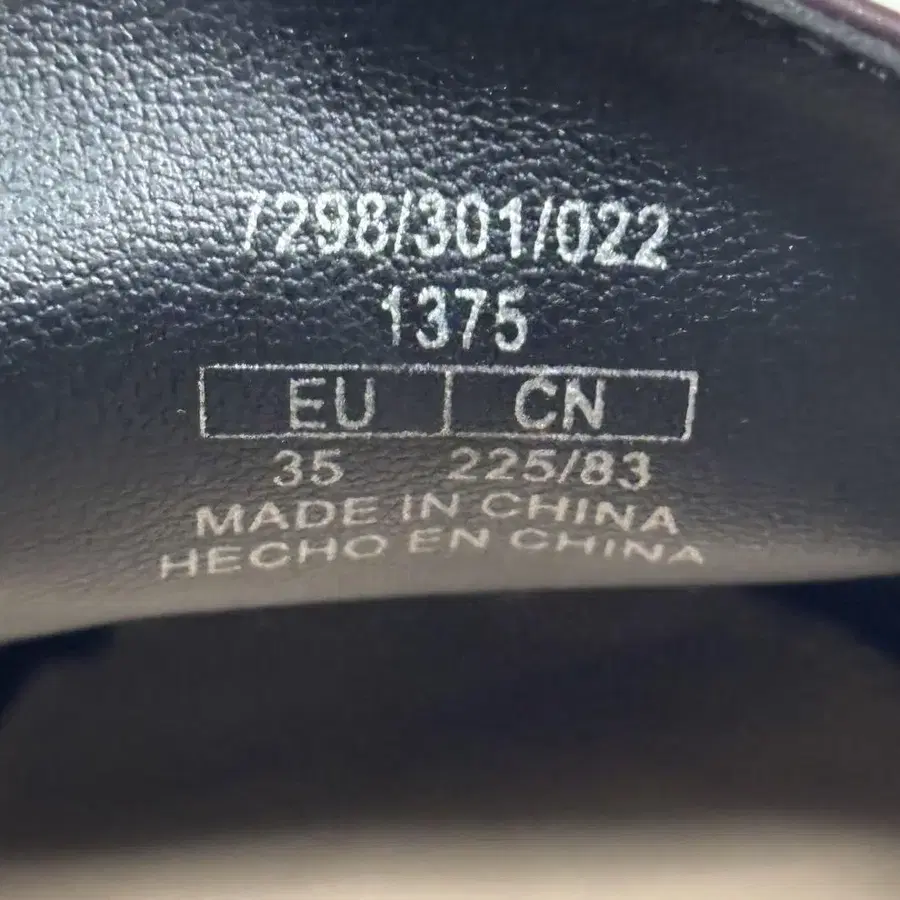 7298/301/022
1375
EU CN
35 225/83
MADE IN CHINA
HECHO EN CHINA